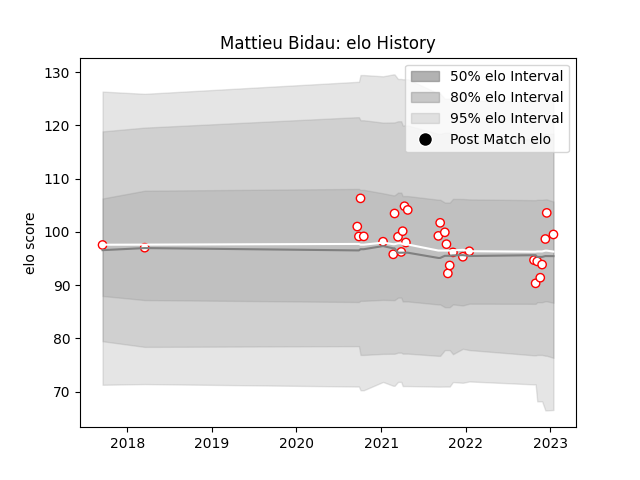 Mattieu Bidau: elo History
130
120
110
100
90
80
70
elo score
50% elo Interval
80% elo Interval
95% elo Interval
Post Match elo
2018
2019
2020
2021
2022
2023